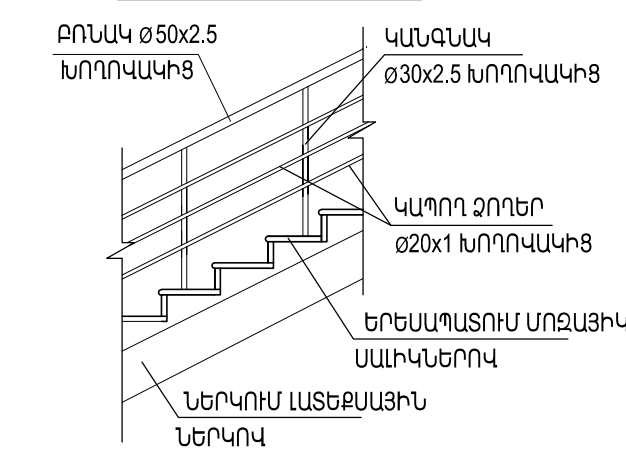 ԲՌՆԱԿ Ø50x2.5
ԽՈՂՈՎԱԿԻՑ
ԿԱՆԳՆԱԿ
Ø30x2.5 ԽՈՂՈՎԱԿԻՑ
ԿԱՊՈՂ ՁՈՂԵՐ
Ø20x1 ԽՈՂՈՎԱԿԻՑ
ԵՐԵՍԱՊԱՏՈՒՄ ՄՈԶԱՅԻԿ
ՍԱԼԻԿՆԵՐՈՎ
ՆԵՐԿՈՒՄ ԼԱՏԵՔՍԱՅԻՆ
ՆԵՐԿՈՎ